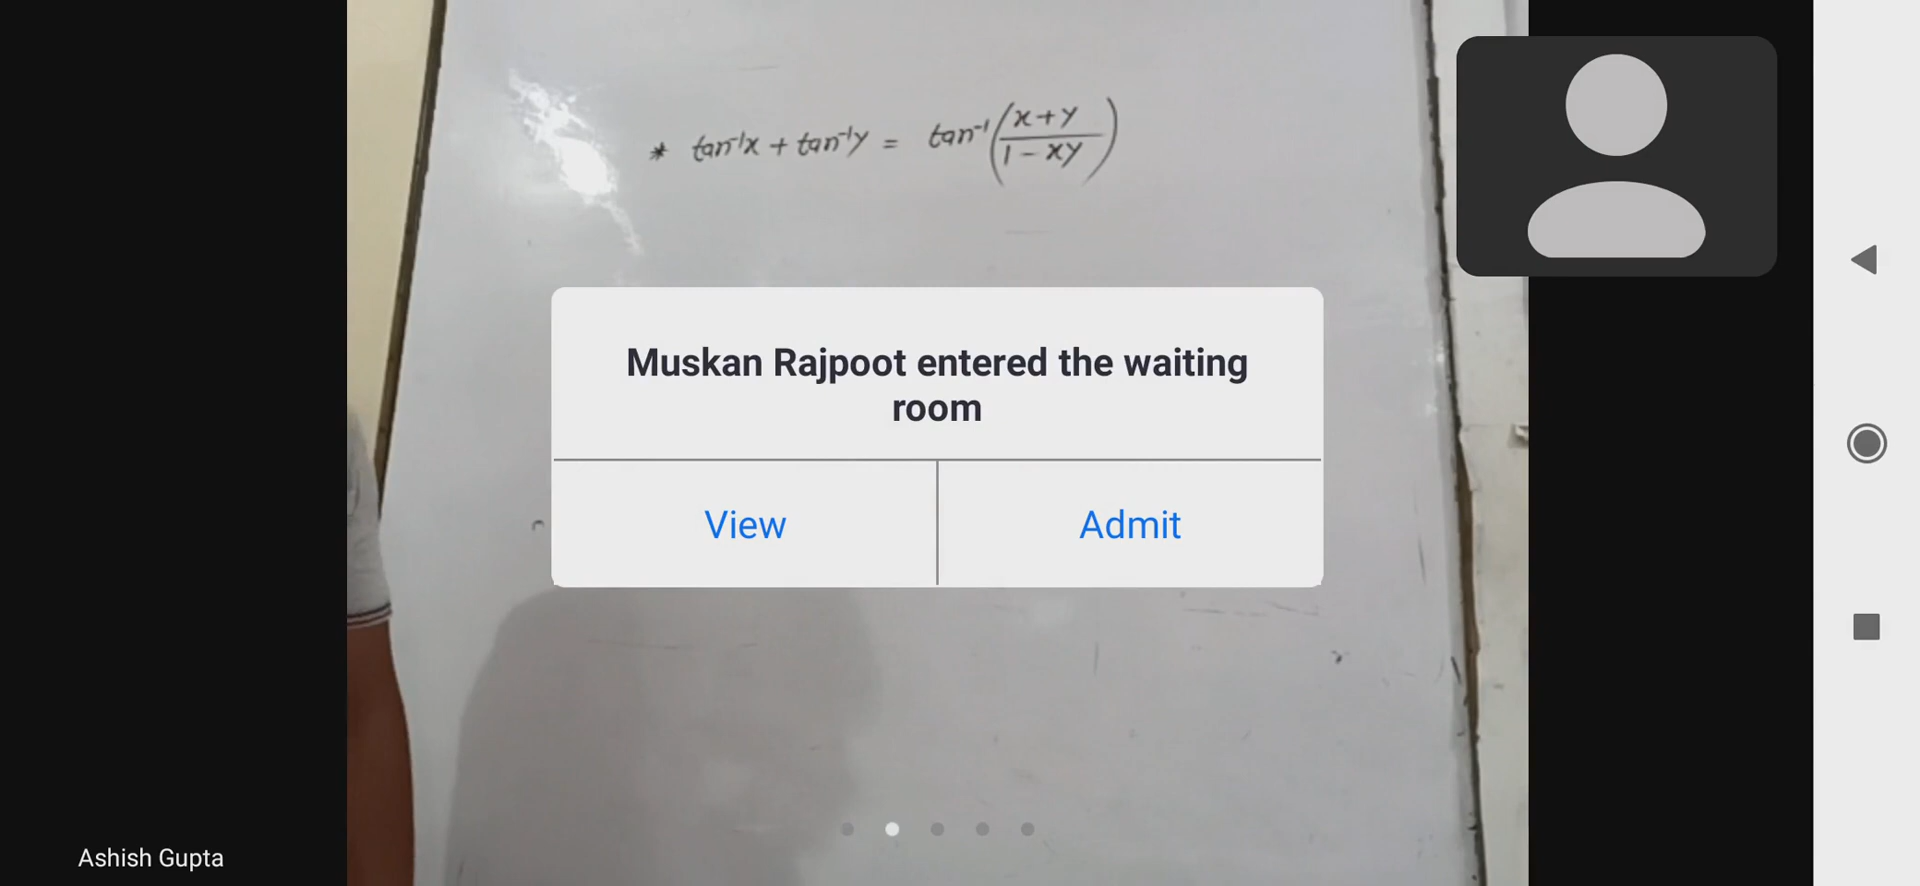 * tan⁻¹x + tan⁻¹y = tan⁻¹(x+y / 1-xy)
Muskan Rajpoot entered the waiting
room
View
Admit
Ashish Gupta